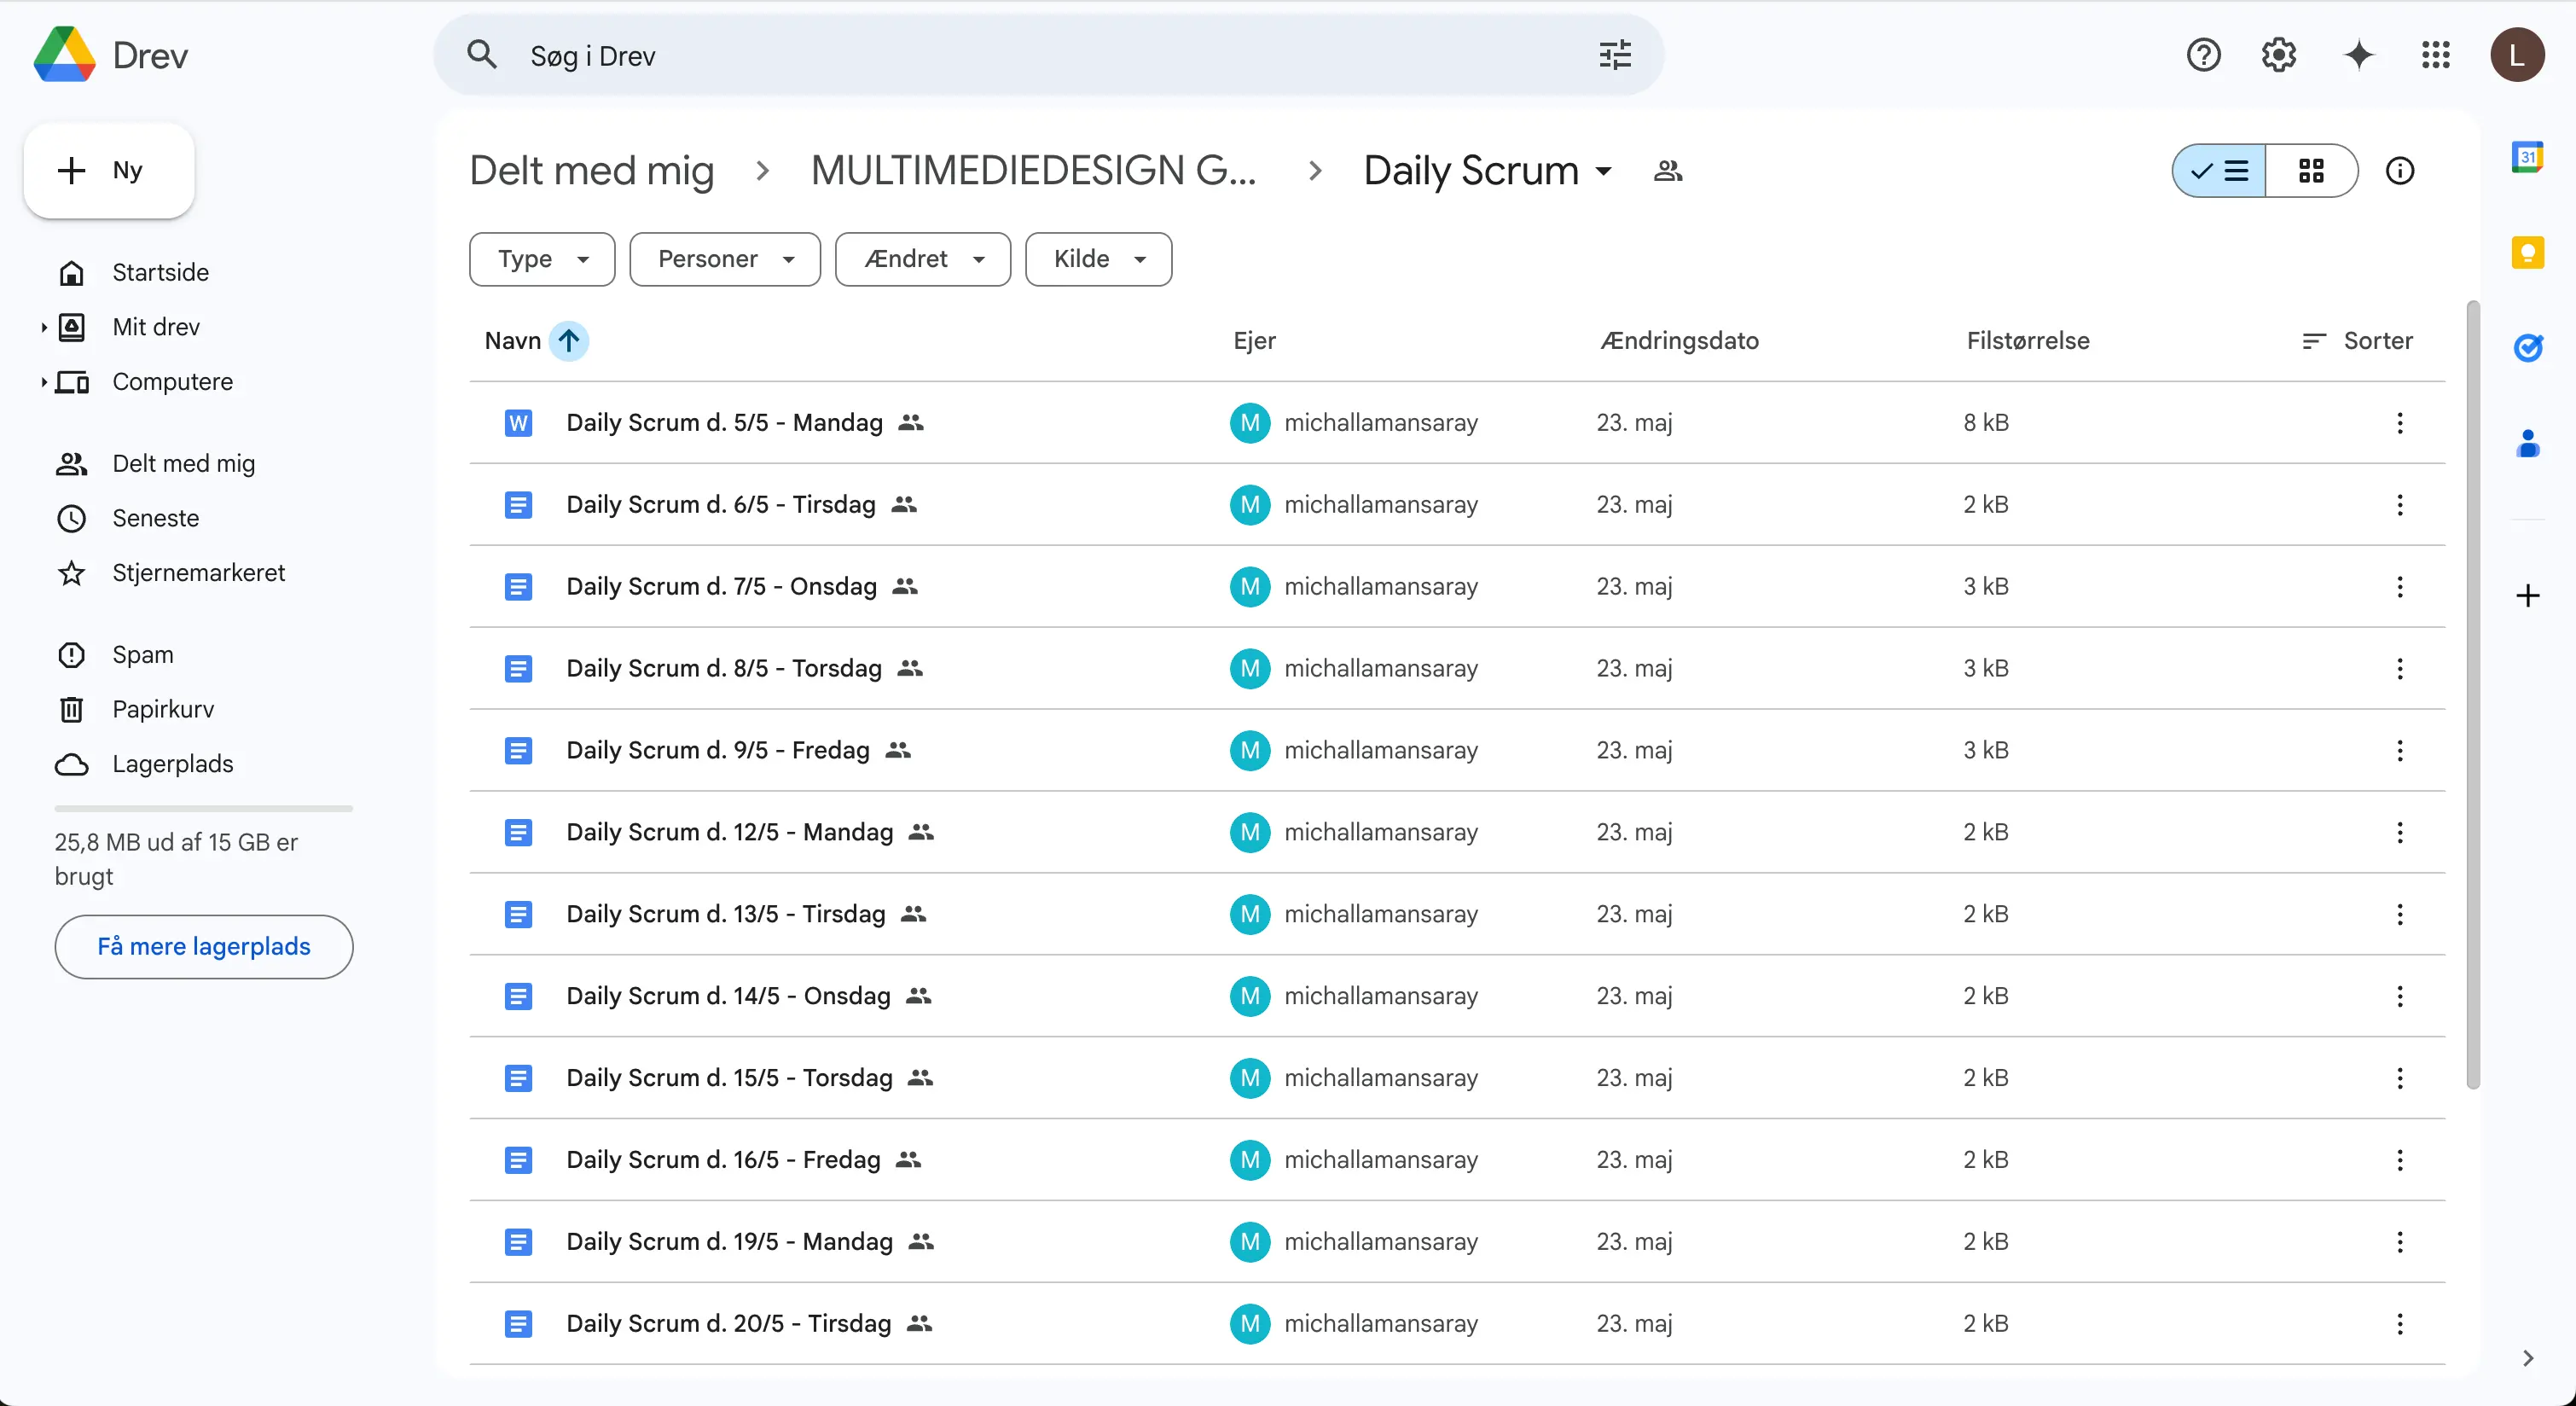 Drev
Søg i Drev
L
Ny
Startside
Mit drev
Computere
Delt med mig
Seneste
Stjernemarkeret
Spam
Papirkurv
Lagerplads
25,8 MB ud af 15 GB er
brugt
Få mere lagerplads
Delt med mig > MULTIMEDIEDESIGN G... > Daily Scrum
Type Personer Ændret Kilde
Navn Ejer Ændringsdato Filstørrelse Sorter
W Daily Scrum d. 5/5 - Mandag M michallamansaray 23. maj 8 kB
Daily Scrum d. 6/5 - Tirsdag M michallamansaray 23. maj 2 kB
Daily Scrum d. 7/5 - Onsdag M michallamansaray 23. maj 3 kB
Daily Scrum d. 8/5 - Torsdag M michallamansaray 23. maj 3 kB
Daily Scrum d. 9/5 - Fredag M michallamansaray 23. maj 3 kB
Daily Scrum d. 12/5 - Mandag M michallamansaray 23. maj 2 kB
Daily Scrum d. 13/5 - Tirsdag M michallamansaray 23. maj 2 kB
Daily Scrum d. 14/5 - Onsdag M michallamansaray 23. maj 2 kB
Daily Scrum d. 15/5 - Torsdag M michallamansaray 23. maj 2 kB
Daily Scrum d. 16/5 - Fredag M michallamansaray 23. maj 2 kB
Daily Scrum d. 19/5 - Mandag M michallamansaray 23. maj 2 kB
Daily Scrum d. 20/5 - Tirsdag M michallamansaray 23. maj 2 kB
31